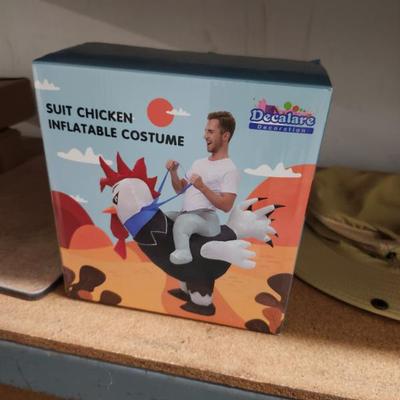 SUIT CHICKEN
INFLATABLE COSTUME
Decalare
Decoration